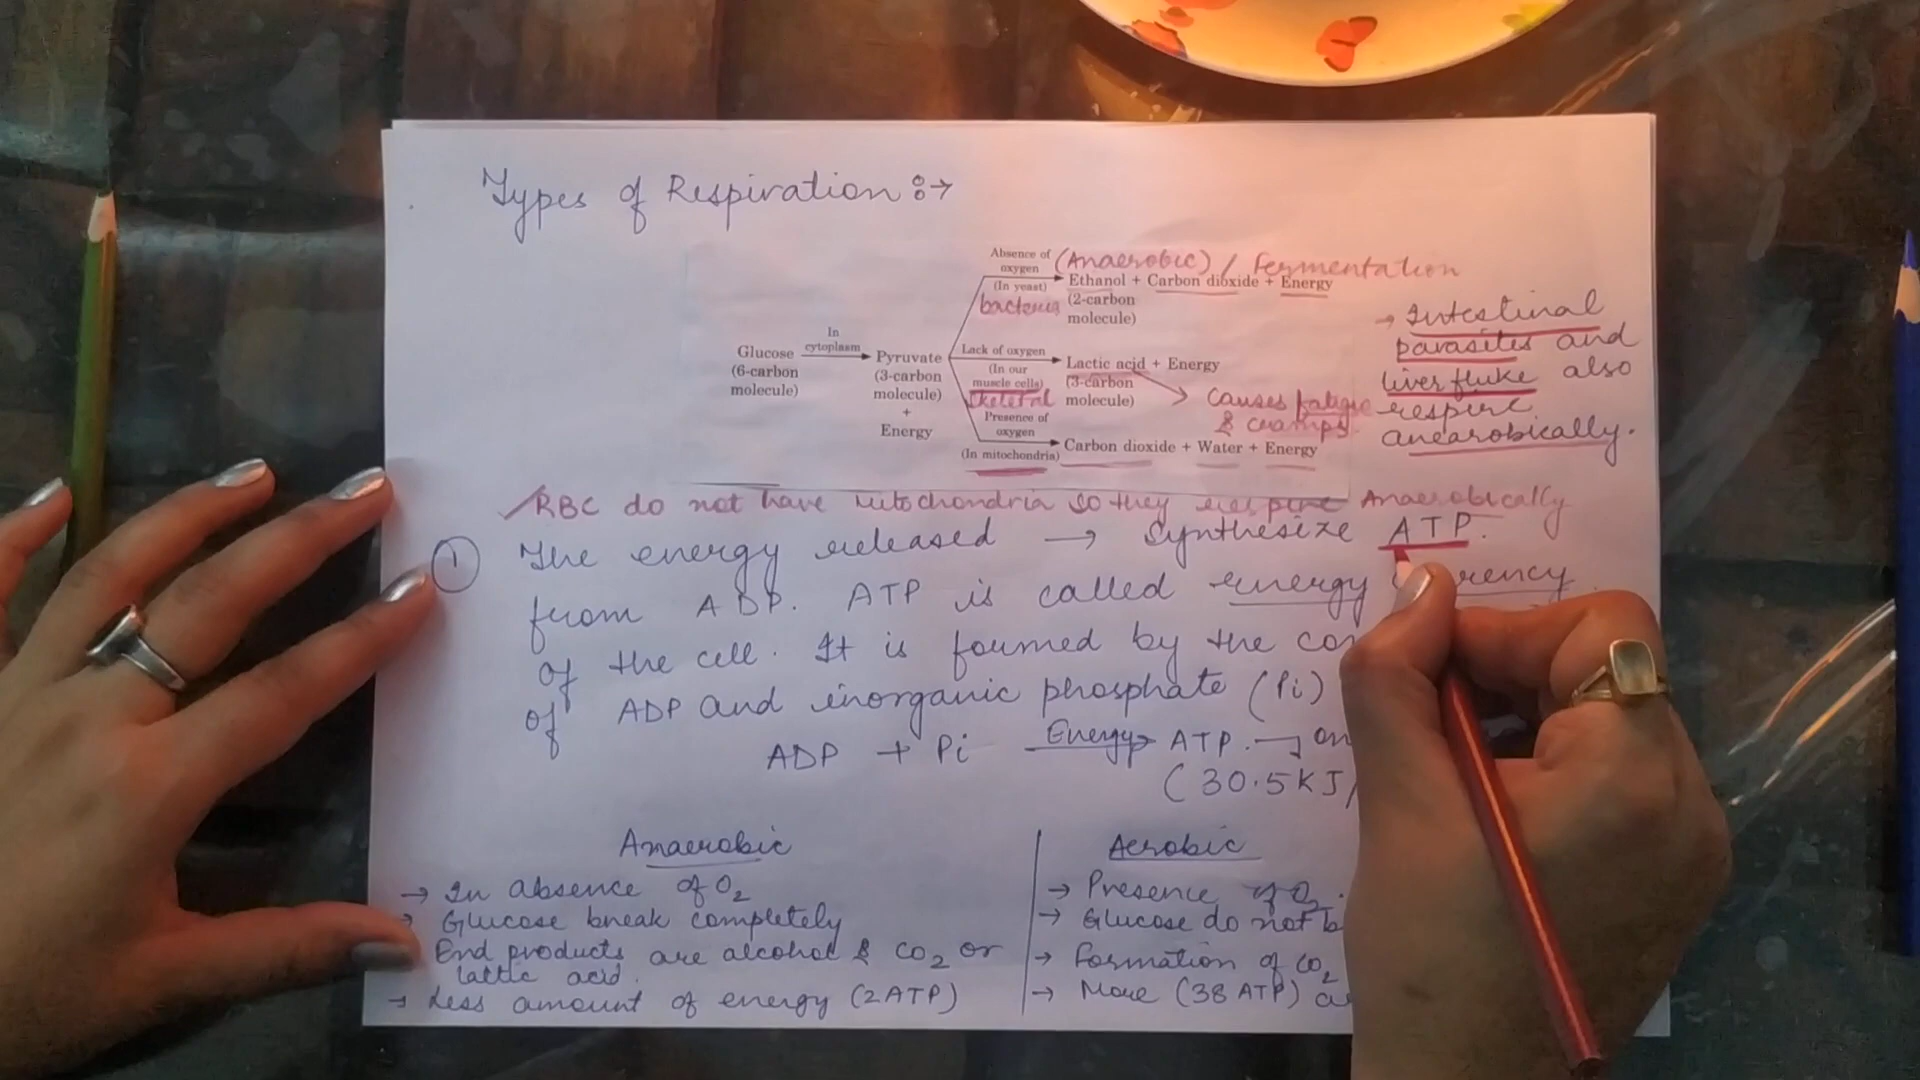 Types of Respiration :→
Absence of oxygen (Anaerobic) / Fermentation
(In yeast) Ethanol + Carbon dioxide + Energy
bacteria (2-carbon molecule)
In cytoplasm
Glucose (6-carbon molecule)
Pyruvate (3-carbon molecule) + Energy
Lack of oxygen Lactic acid + Energy
(In our muscle cells) (3-carbon molecule)
Skeletal
→ causes fatigue & cramps.
Presence of oxygen
(In mitochondria) Carbon dioxide + Water + Energy
→ Intestinal
parasites and
liver fluke also
respire
anearobically.
RBC do not have mitochondria so they respire Anaerobically
① The energy released → Synthesize ATP.
from ADP. ATP is called energy
of the cell. It is formed by the
of ADP and inorganic phosphate (Pi)
ADP + Pi Energy→ ATP.
(30.5KJ/
Anaerobic
→ In absence of O2
→ Glucose break completely
End products are alcohol & CO2 or
lactic acid.
→ Less amount of energy (2ATP)
Aerobic
→ Presence of O2.
→ Glucose do not
→ Formation of CO2
→ More (38 ATP)